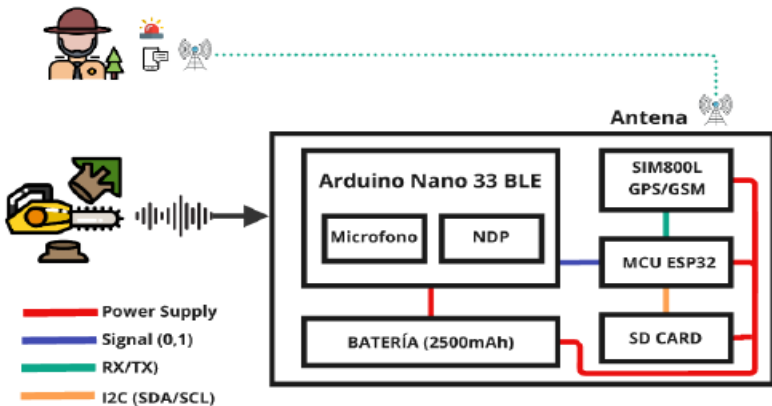 Antena
Arduino Nano 33 BLE
Microfono
NDP
SIM800L
GPS/GSM
MCU ESP32
SD CARD
BATERÍA (2500mAh)
Power Supply
Signal (0,1)
RX/TX)
I2C (SDA/SCL)